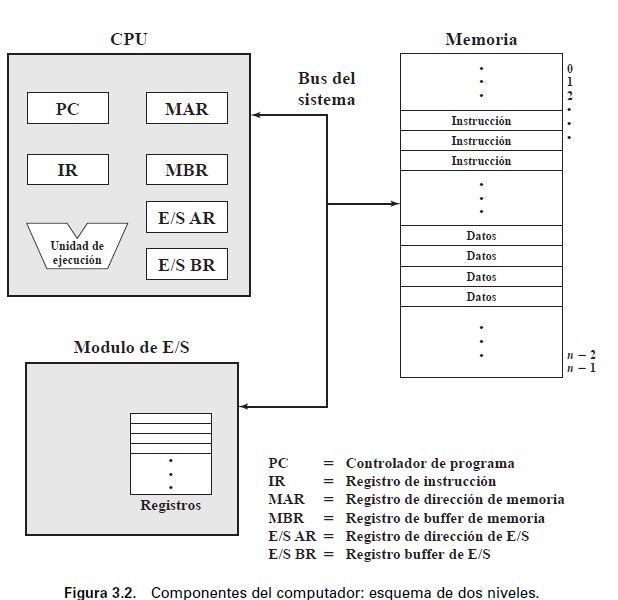 CPU
Memoria
Bus del
sistema
PC
MAR
IR
MBR
E/S AR
E/S BR
Unidad de
ejecución
0
1
2
Instrucción
Instrucción
Instrucción
Datos
Datos
Datos
Datos
n – 2
n – 1
Modulo de E/S
Registros
PC = Controlador de programa
IR = Registro de instrucción
MAR = Registro de dirección de memoria
MBR = Registro de buffer de memoria
E/S AR = Registro de dirección de E/S
E/S BR = Registro buffer de E/S
Figura 3.2. Componentes del computador: esquema de dos niveles.